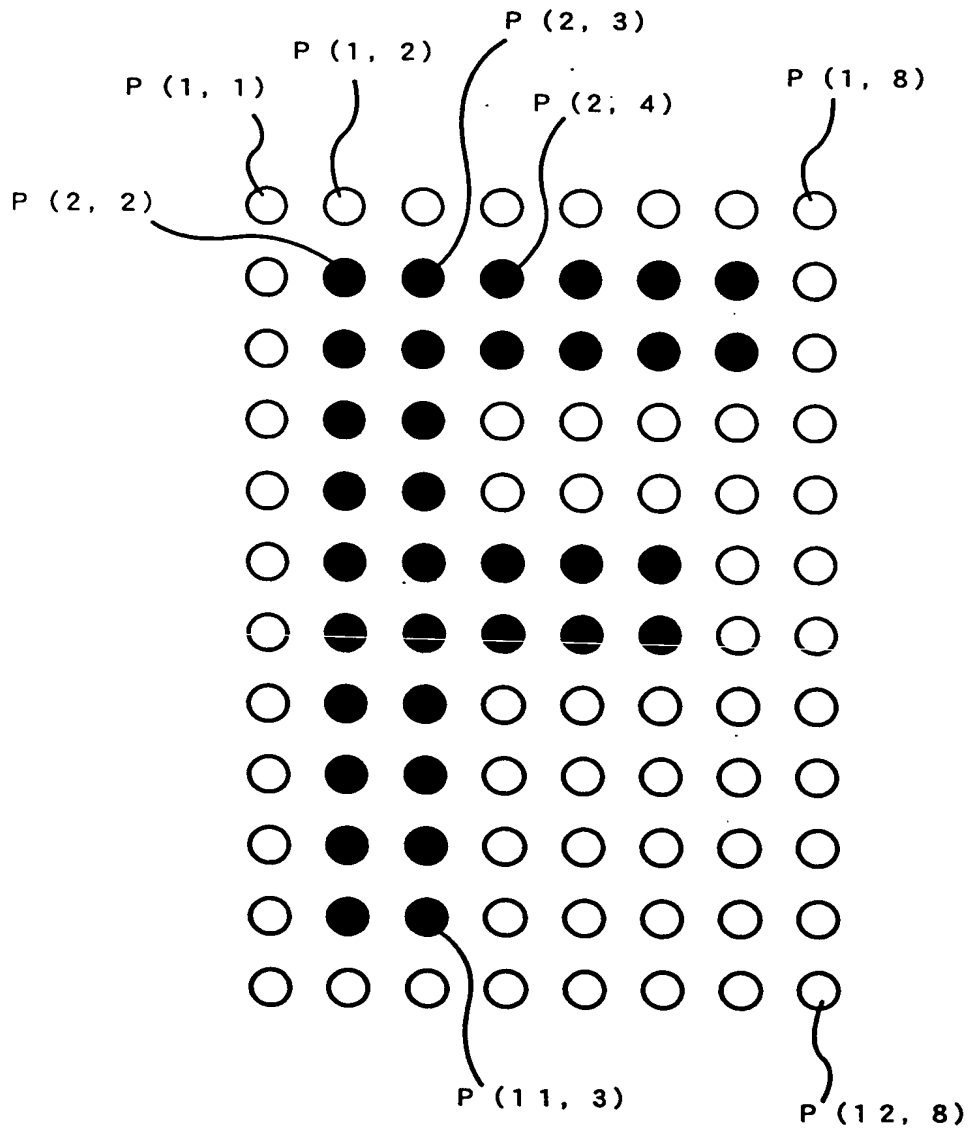 P (2, 3)
P (1, 2)
P (1, 1)
P (1, 8)
P (2, 4)
P (2, 2)
P (11, 3)
P (12, 8)